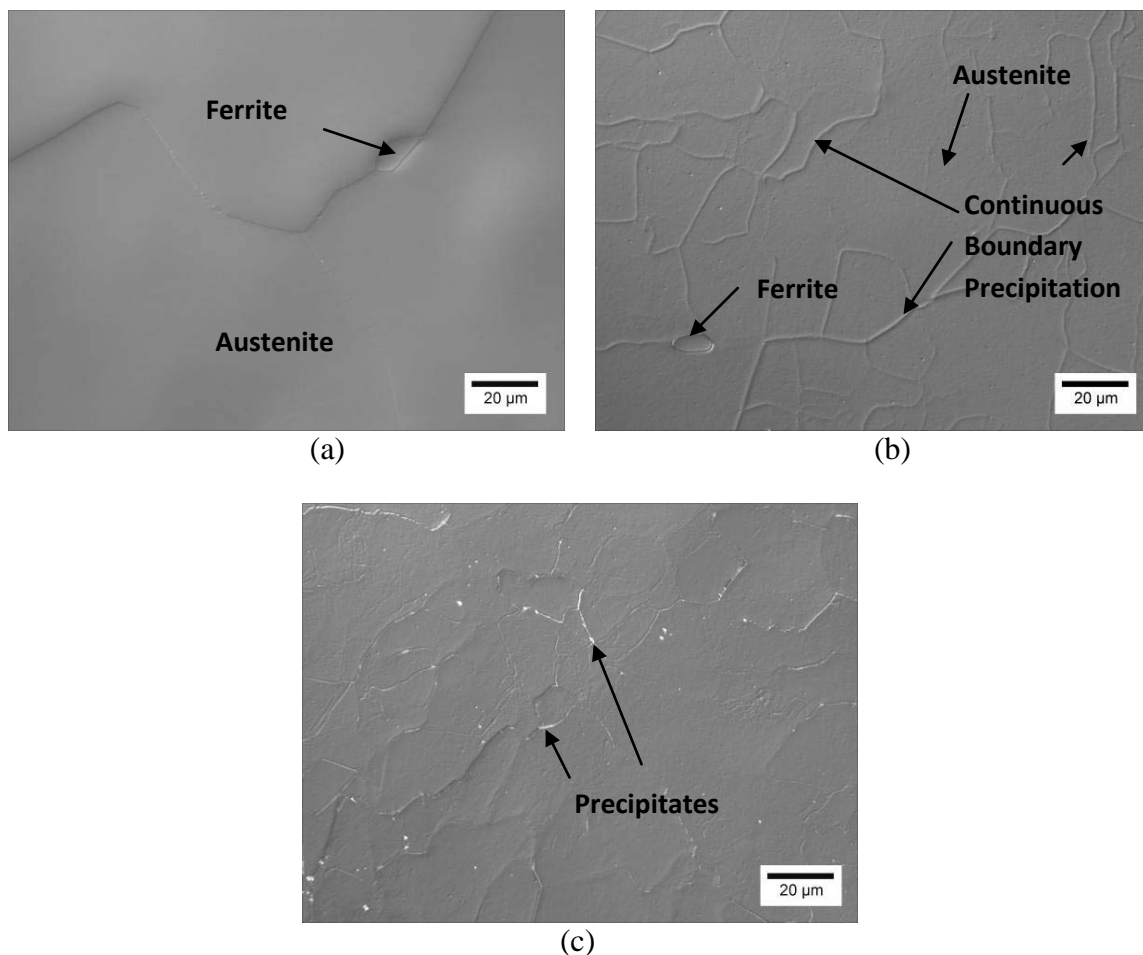 Ferrite
Austenite
20 µm
(a)
Austenite
Continuous
Boundary
Precipitation
Ferrite
20 µm
(b)
Precipitates
20 µm
(c)